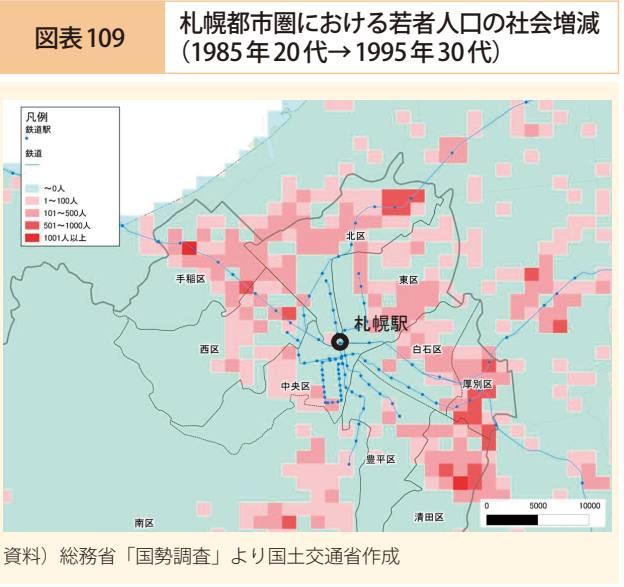 図表109
札幌都市圏における若者人口の社会増減
（1985年20代→1995年30代）
凡例
鉄道駅
鉄道
～0人
1～100人
101～500人
501～1000人
1001人以上
北区
手稲区
東区
札幌駅
西区
白石区
中央区
厚別区
豊平区
南区
清田区
0 5000 10000
資料）総務省「国勢調査」より国土交通省作成